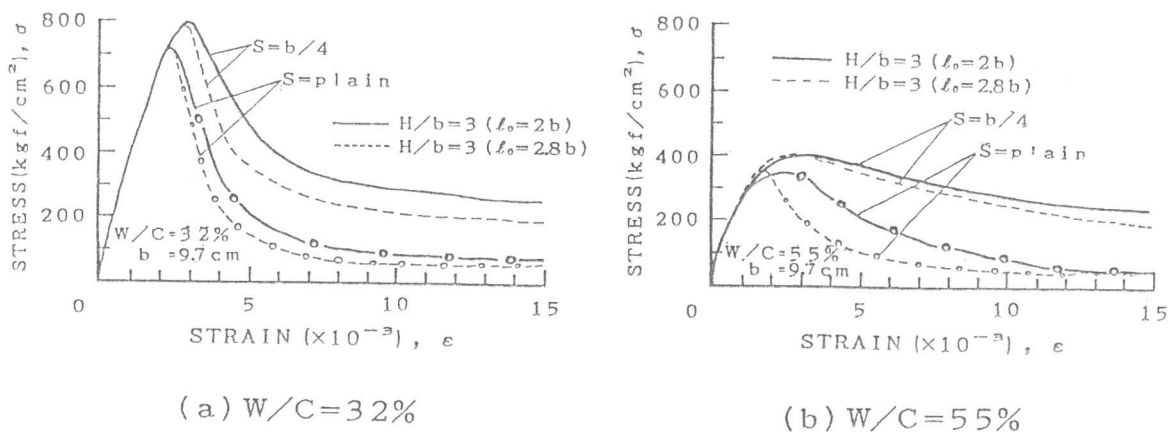 STRESS(kgf/cm²), σ
800
600
400
200
0
5
10
15
STRAIN (×10⁻³), ε
S=b/4
S=plain
H/b=3 (ℓ₀=2b)
H/b=3 (ℓ₀=2.8b)
W/C=32%
b =9.7cm
(a) W/C=32%
STRESS(kgf/cm²), σ
800
600
400
200
0
5
10
15
STRAIN (×10⁻³), ε
H/b=3 (ℓ₀=2b)
H/b=3 (ℓ₀=2.8b)
S=b/4
S=plain
W/C=55%
b =9.7cm
(b) W/C=55%